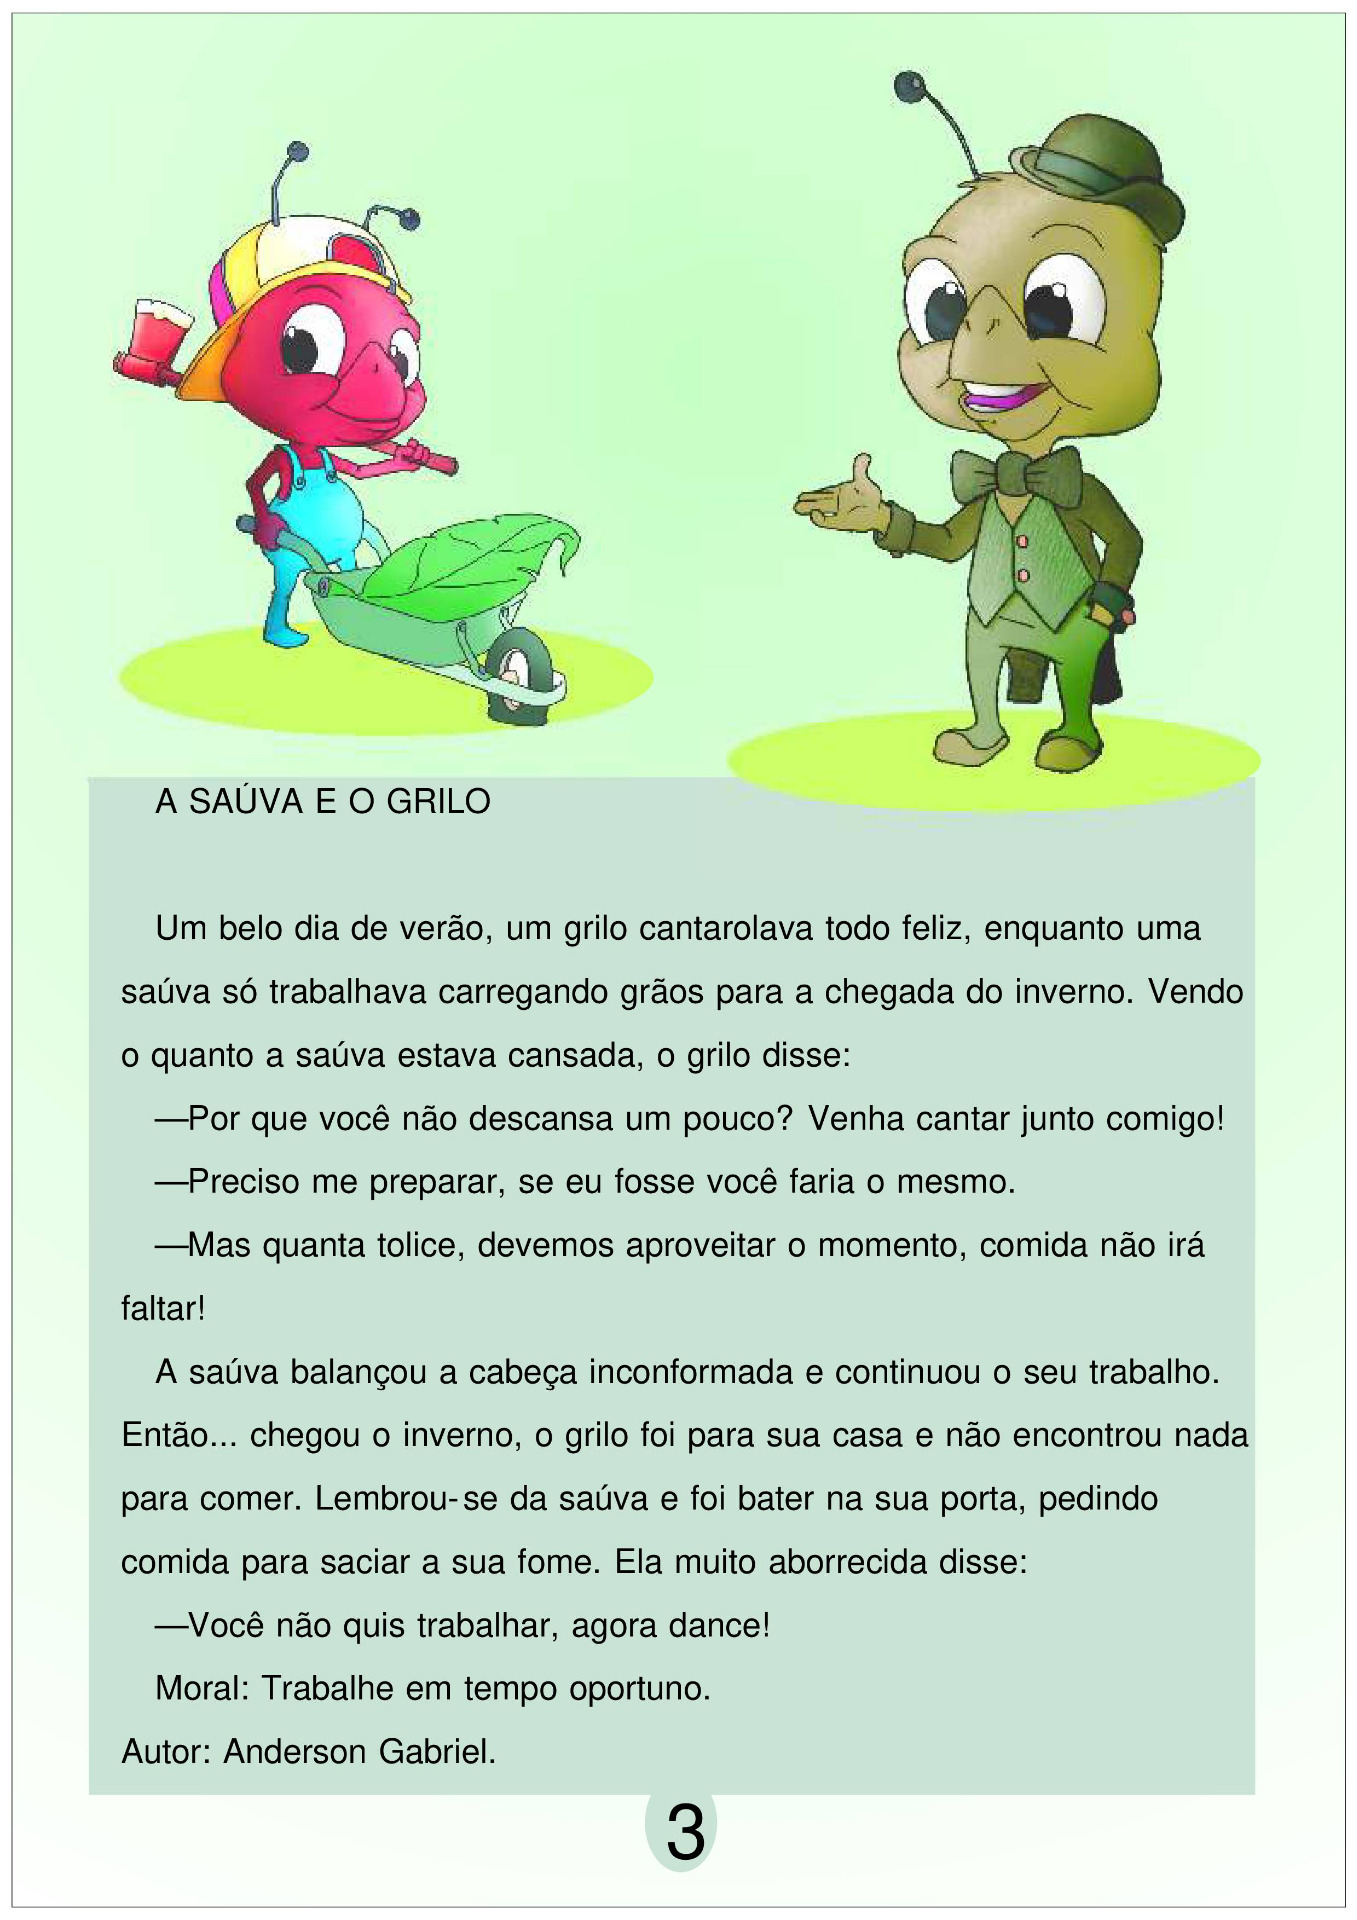 A SAÚVA E O GRILO
Um belo dia de verão, um grilo cantarolava todo feliz, enquanto uma
saúva só trabalhava carregando grãos para a chegada do inverno. Vendo
o quanto a saúva estava cansada, o grilo disse:
—Por que você não descansa um pouco? Venha cantar junto comigo!
—Preciso me preparar, se eu fosse você faria o mesmo.
—Mas quanta tolice, devemos aproveitar o momento, comida não irá
faltar!
A saúva balançou a cabeça inconformada e continuou o seu trabalho.
Então... chegou o inverno, o grilo foi para sua casa e não encontrou nada
para comer. Lembrou-se da saúva e foi bater na sua porta, pedindo
comida para saciar a sua fome. Ela muito aborrecida disse:
—Você não quis trabalhar, agora dance!
Moral: Trabalhe em tempo oportuno.
Autor: Anderson Gabriel.
3